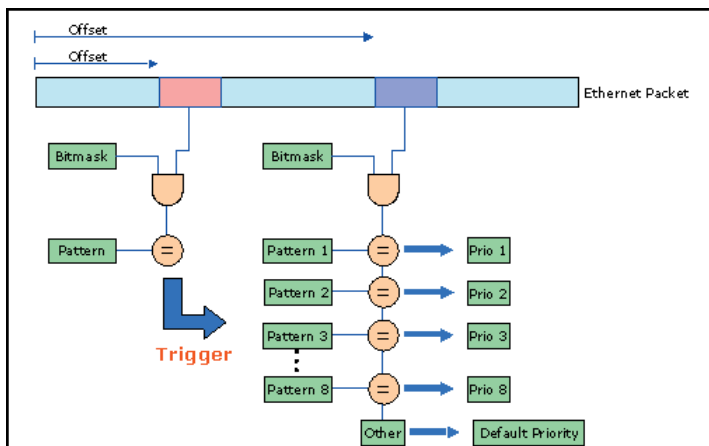 Offset
Offset
Ethernet Packet
Bitmask
Bitmask
Pattern
=
Pattern 1
=
Prio 1
Pattern 2
=
Prio 2
Trigger
Pattern 3
=
Prio 3
Pattern 8
=
Prio 8
Other
Default Priority